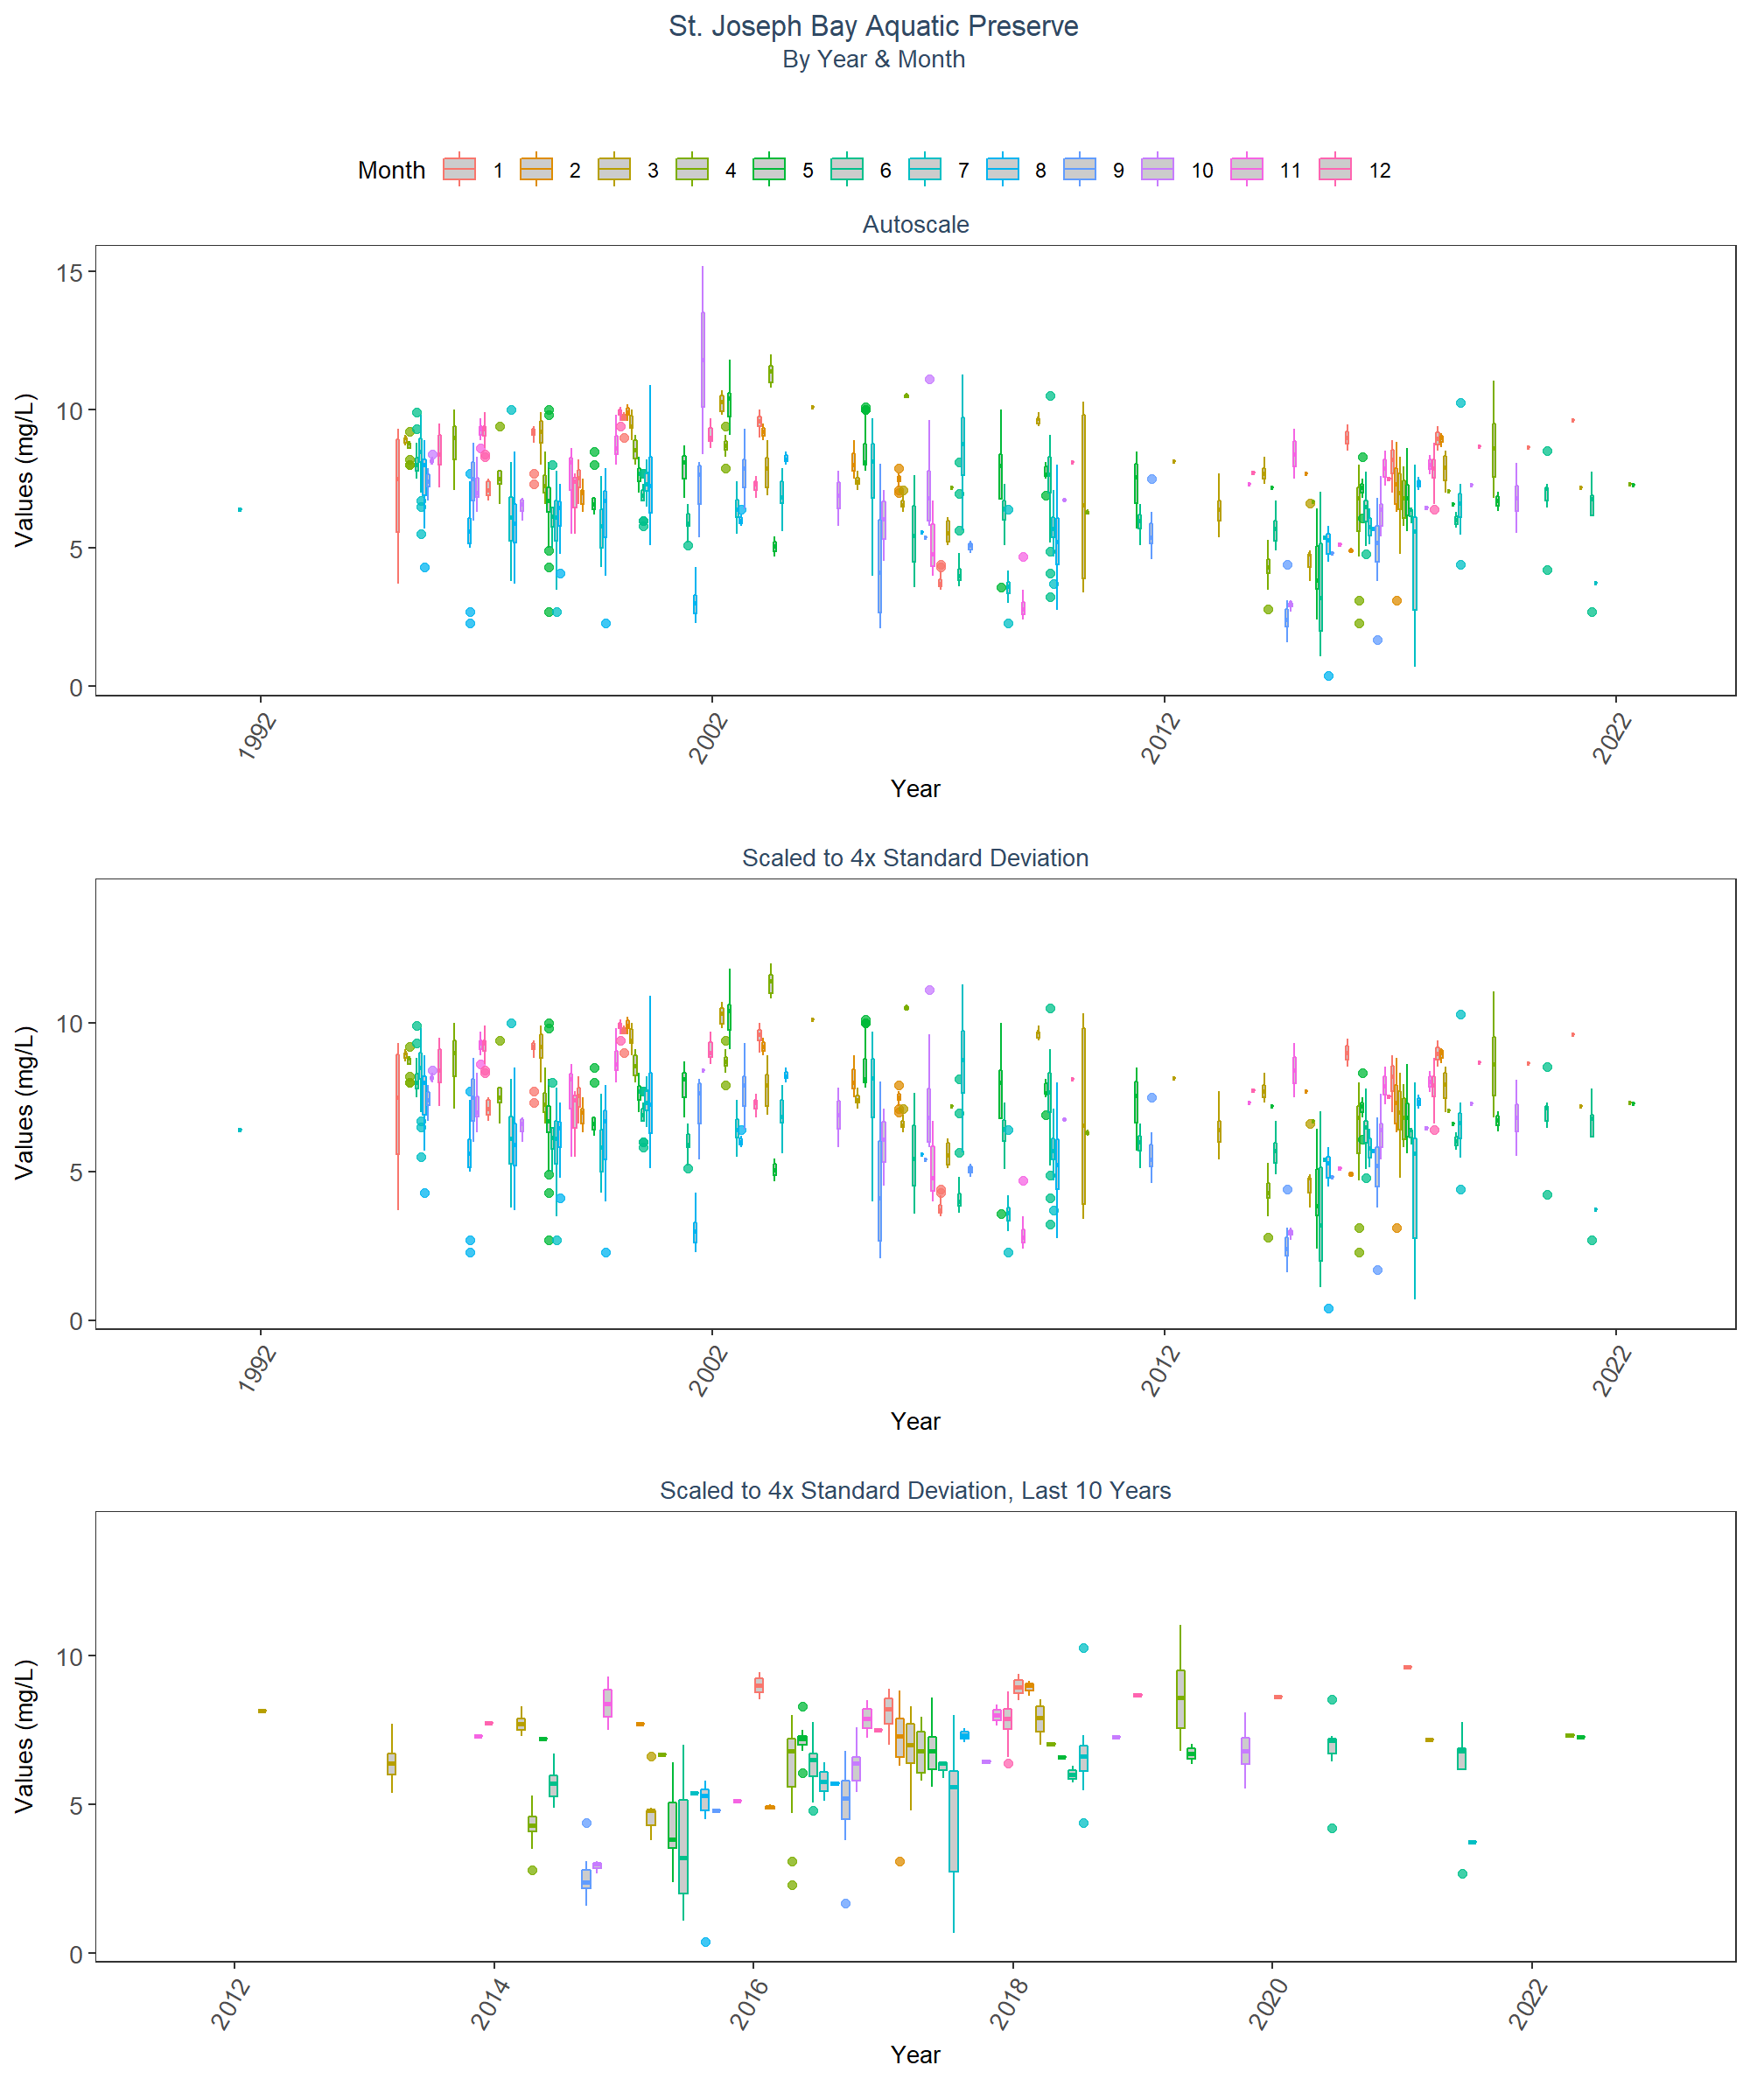 St. Joseph Bay Aquatic Preserve
By Year & Month
Month 1 2 3 4 5 6 7 8 9 10 11 12
Autoscale
Values (mg/L)
15
10
5
0
1992 2002 2012 2022
Year
Scaled to 4x Standard Deviation
Values (mg/L)
10
5
0
1992 2002 2012 2022
Year
Scaled to 4x Standard Deviation, Last 10 Years
Values (mg/L)
10
5
0
2012 2014 2016 2018 2020 2022
Year